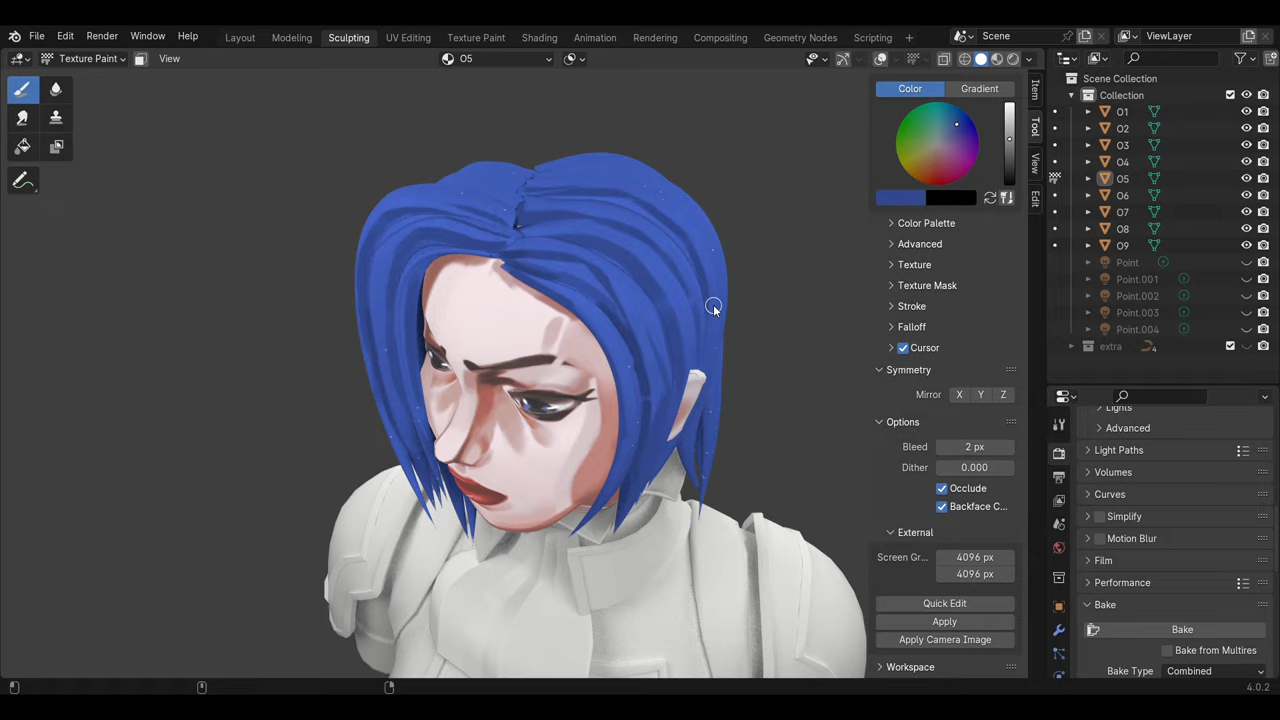 File Edit Render Window Help Layout Modeling Sculpting UV Editing Texture Paint Shading Animation Rendering Compositing Geometry Nodes Scripting + Scene ViewLayer
Texture Paint View O5
Color Gradient
Color Palette
Advanced
Texture
Texture Mask
Stroke
Falloff
Cursor
Symmetry
Mirror X Y Z
Options
Bleed 2 px
Dither 0.000
Occlude
Backface C...
External
Screen Gr... 4096 px
4096 px
Quick Edit
Apply
Apply Camera Image
Workspace
Item
Tool
View
Edit
Scene Collection
Collection
O1
O2
O3
O4
O5
O6
O7
O8
O9
Point
Point.001
Point.002
Point.003
Point.004
extra 4
Lights
Advanced
Light Paths
Volumes
Curves
Simplify
Motion Blur
Film
Performance
Bake
Bake
Bake from Multires
Bake Type Combined
4.0.2